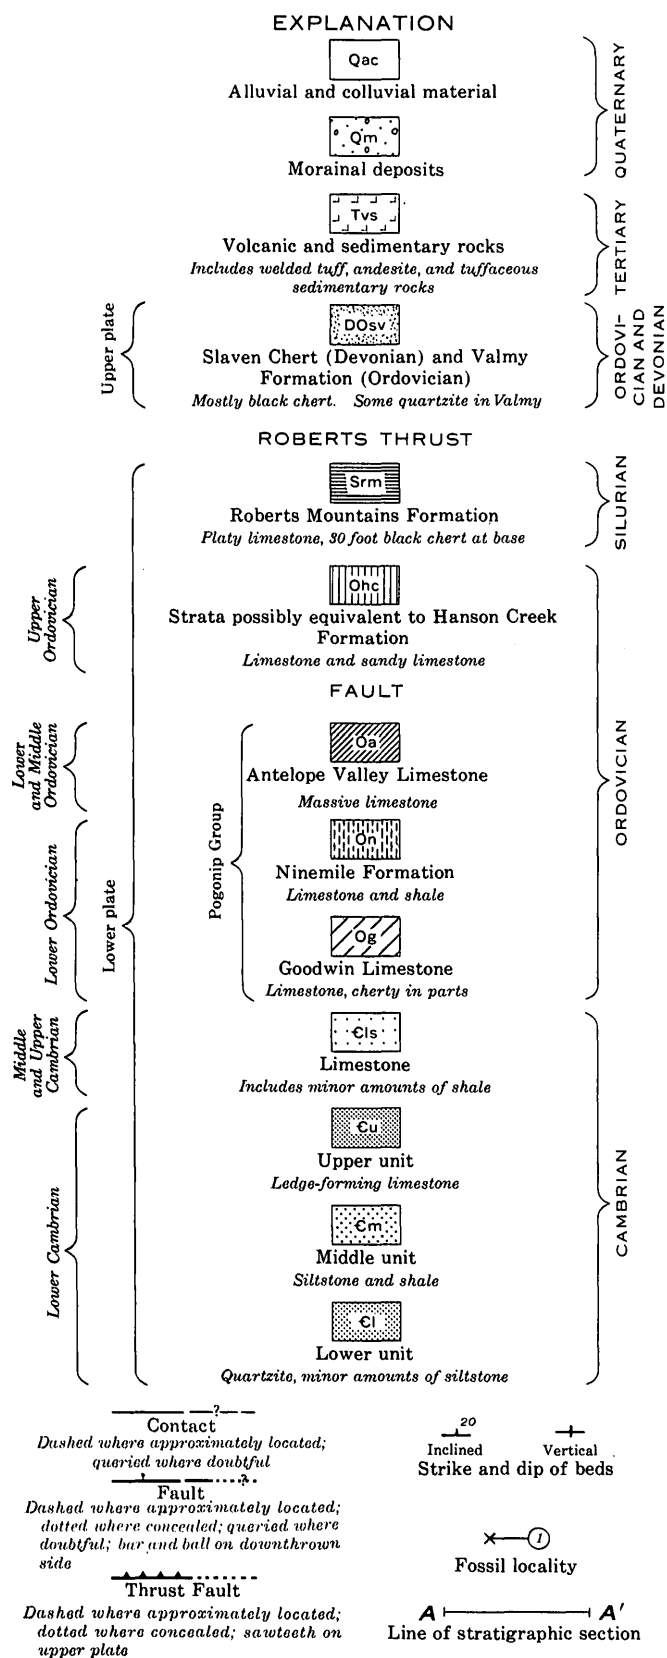 EXPLANATION
Qac
Alluvial and colluvial material
Qm
Morainal deposits
QUATERNARY
Tvs
Volcanic and sedimentary rocks
Includes welded tuff, andesite, and tuffaceous
sedimentary rocks
TERTIARY
Upper plate
DOsv
Slaven Chert (Devonian) and Valmy
Formation (Ordovician)
Mostly black chert. Some quartzite in Valmy
ORDOVI-
CIAN AND
DEVONIAN
ROBERTS THRUST
Lower plate
Srm
Roberts Mountains Formation
Platy limestone, 30 foot black chert at base
SILURIAN
Upper
Ordovician
Ohc
Strata possibly equivalent to Hanson Creek
Formation
Limestone and sandy limestone
FAULT
ORDOVICIAN
Lower
and Middle
Ordovician
Pogonip Group
Oa
Antelope Valley Limestone
Massive limestone
Lower Ordovician
On
Ninemile Formation
Limestone and shale
Og
Goodwin Limestone
Limestone, cherty in parts
Middle
and Upper
Cambrian
Єls
Limestone
Includes minor amounts of shale
CAMBRIAN
Lower Cambrian
Єu
Upper unit
Ledge-forming limestone
Єm
Middle unit
Siltstone and shale
Єl
Lower unit
Quartzite, minor amounts of siltstone
?
Contact
Dashed where approximately located;
queried where doubtful
?
Fault
Dashed where approximately located;
dotted where concealed; queried where
doubtful; bar and ball on downthrown
side
Thrust Fault
Dashed where approximately located;
dotted where concealed; sawteeth on
upper plate
20
Inclined Vertical
Strike and dip of beds
1
Fossil locality
A A′
Line of stratigraphic section